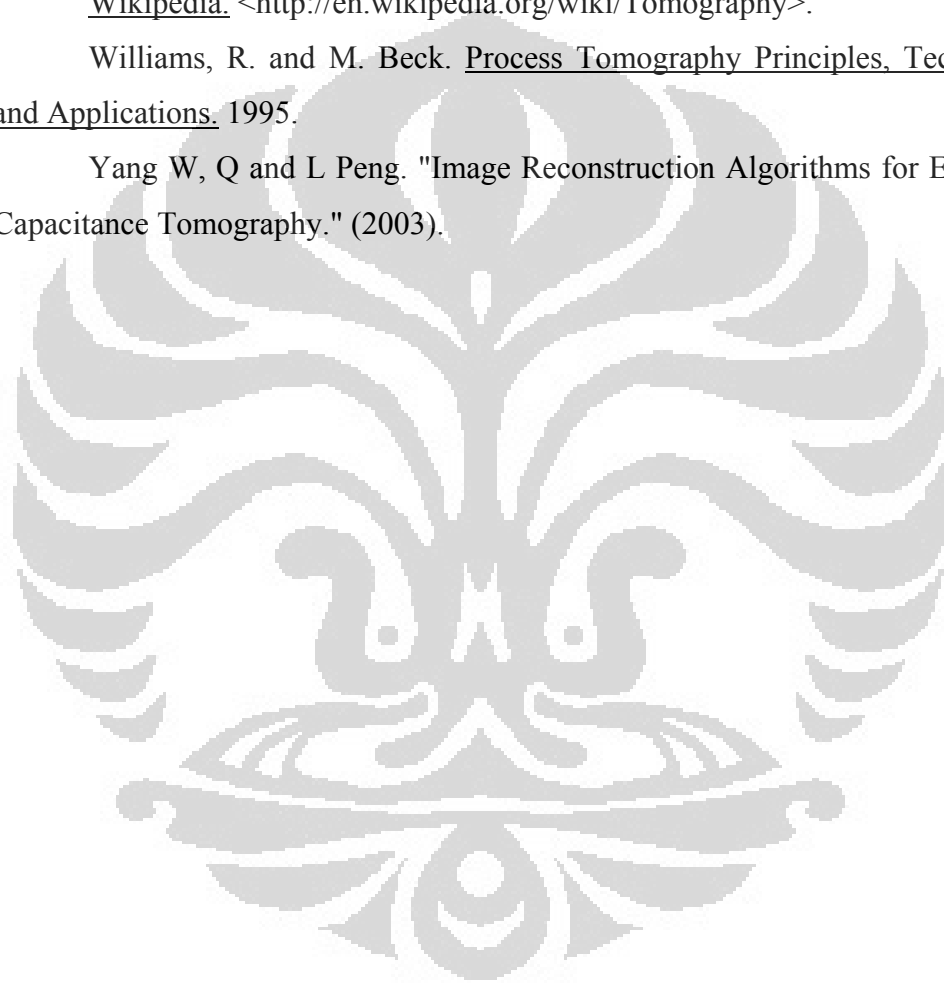 Wikipedia. <http://en.wikipedia.org/wiki/Tomography>.
Williams, R. and M. Beck. Process Tomography Principles, Tec
and Applications. 1995.
Yang W, Q and L Peng. "Image Reconstruction Algorithms for E
Capacitance Tomography." (2003).